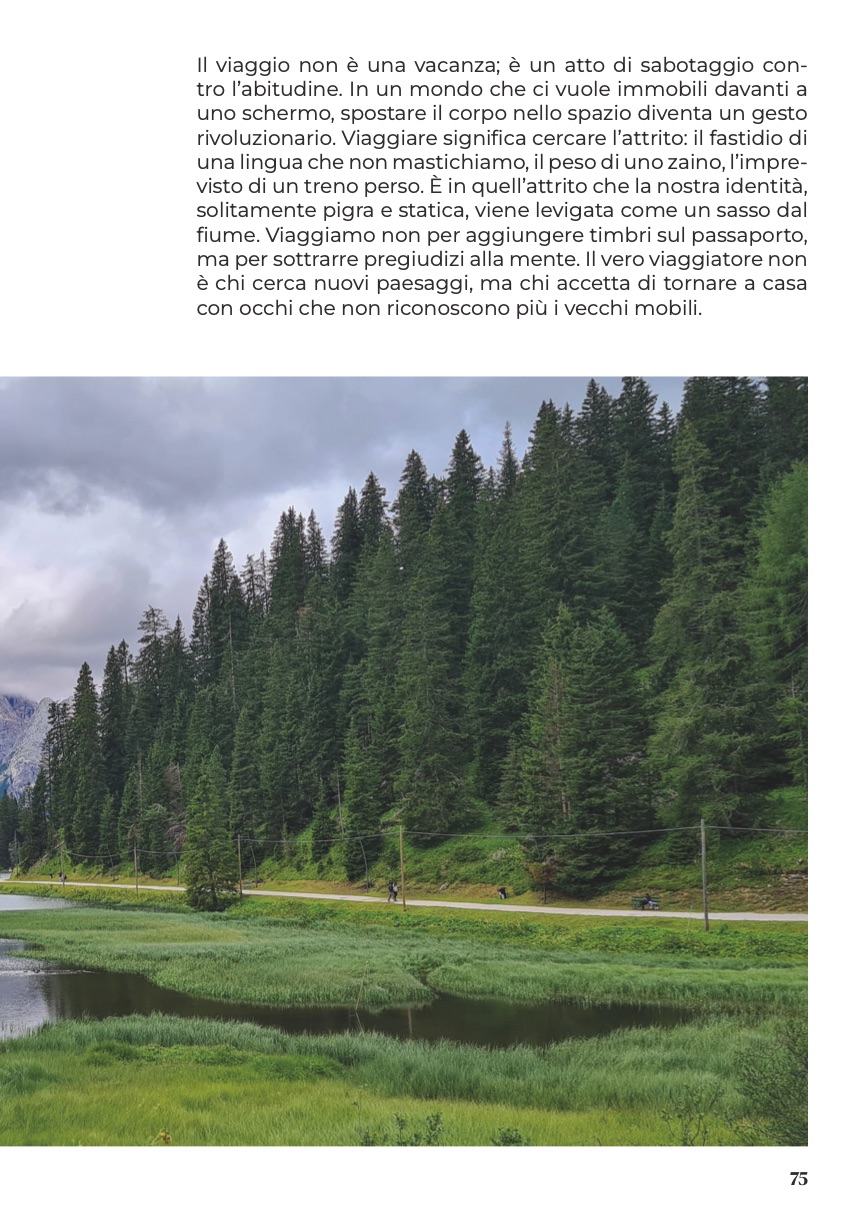 Il viaggio non è una vacanza; è un atto di sabotaggio con-
tro l’abitudine. In un mondo che ci vuole immobili davanti a
uno schermo, spostare il corpo nello spazio diventa un gesto
rivoluzionario. Viaggiare significa cercare l’attrito: il fastidio di
una lingua che non mastichiamo, il peso di uno zaino, l’impre-
visto di un treno perso. È in quell’attrito che la nostra identità,
solitamente pigra e statica, viene levigata come un sasso dal
fiume. Viaggiamo non per aggiungere timbri sul passaporto,
ma per sottrarre pregiudizi alla mente. Il vero viaggiatore non
è chi cerca nuovi paesaggi, ma chi accetta di tornare a casa
con occhi che non riconoscono più i vecchi mobili.
75